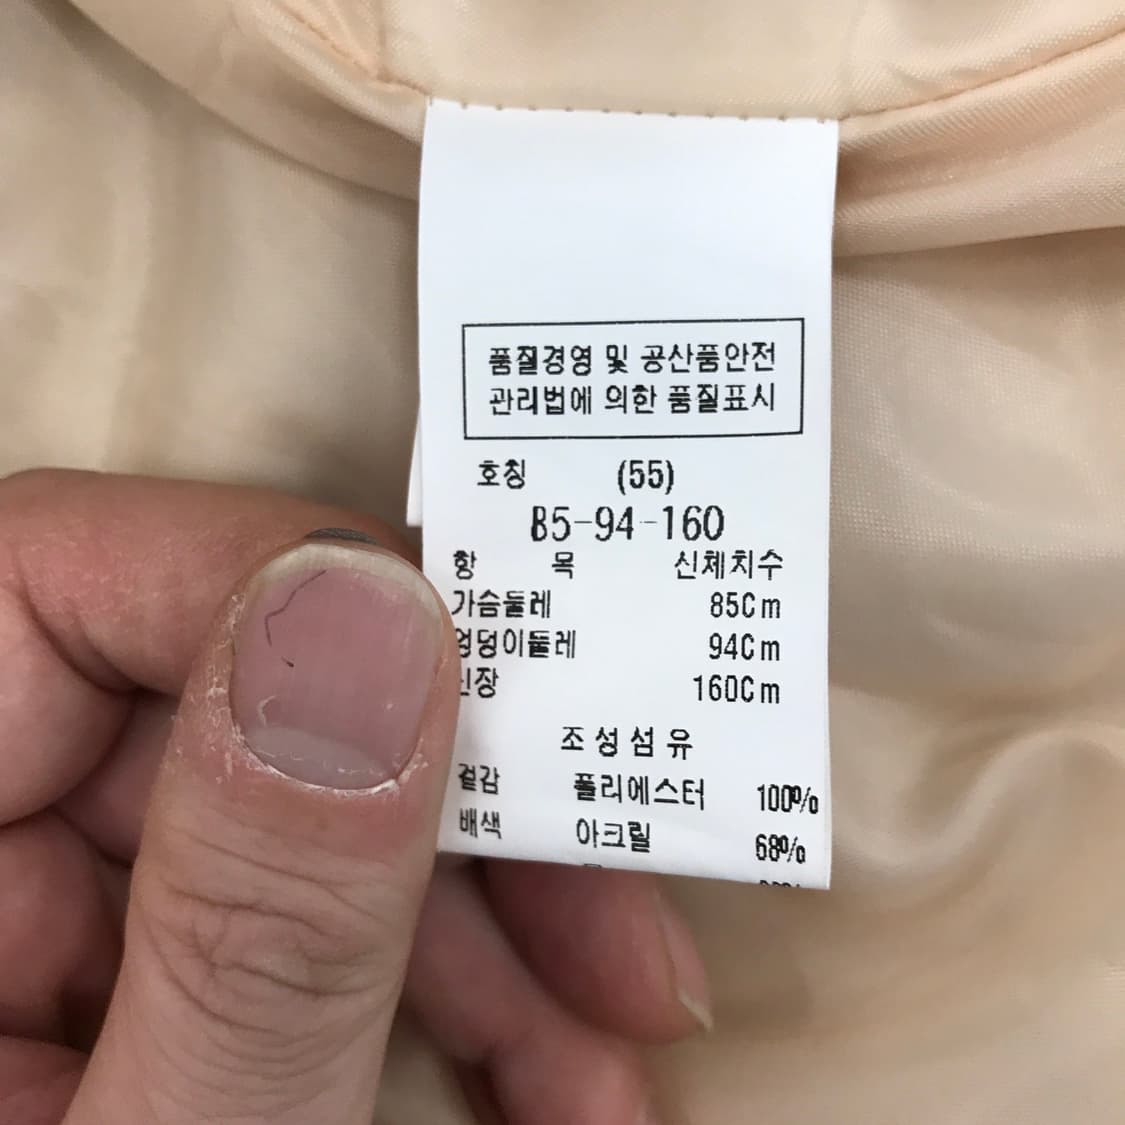 품질경영 및 공산품안전
관리법에 의한 품질표시
호칭 (55)
85-94-160
항 목 신체치수
가슴둘레 85Cm
엉덩이둘레 94Cm
신장 160Cm
조성섬유
겉감 폴리에스터 100%
배색 아크릴 68%